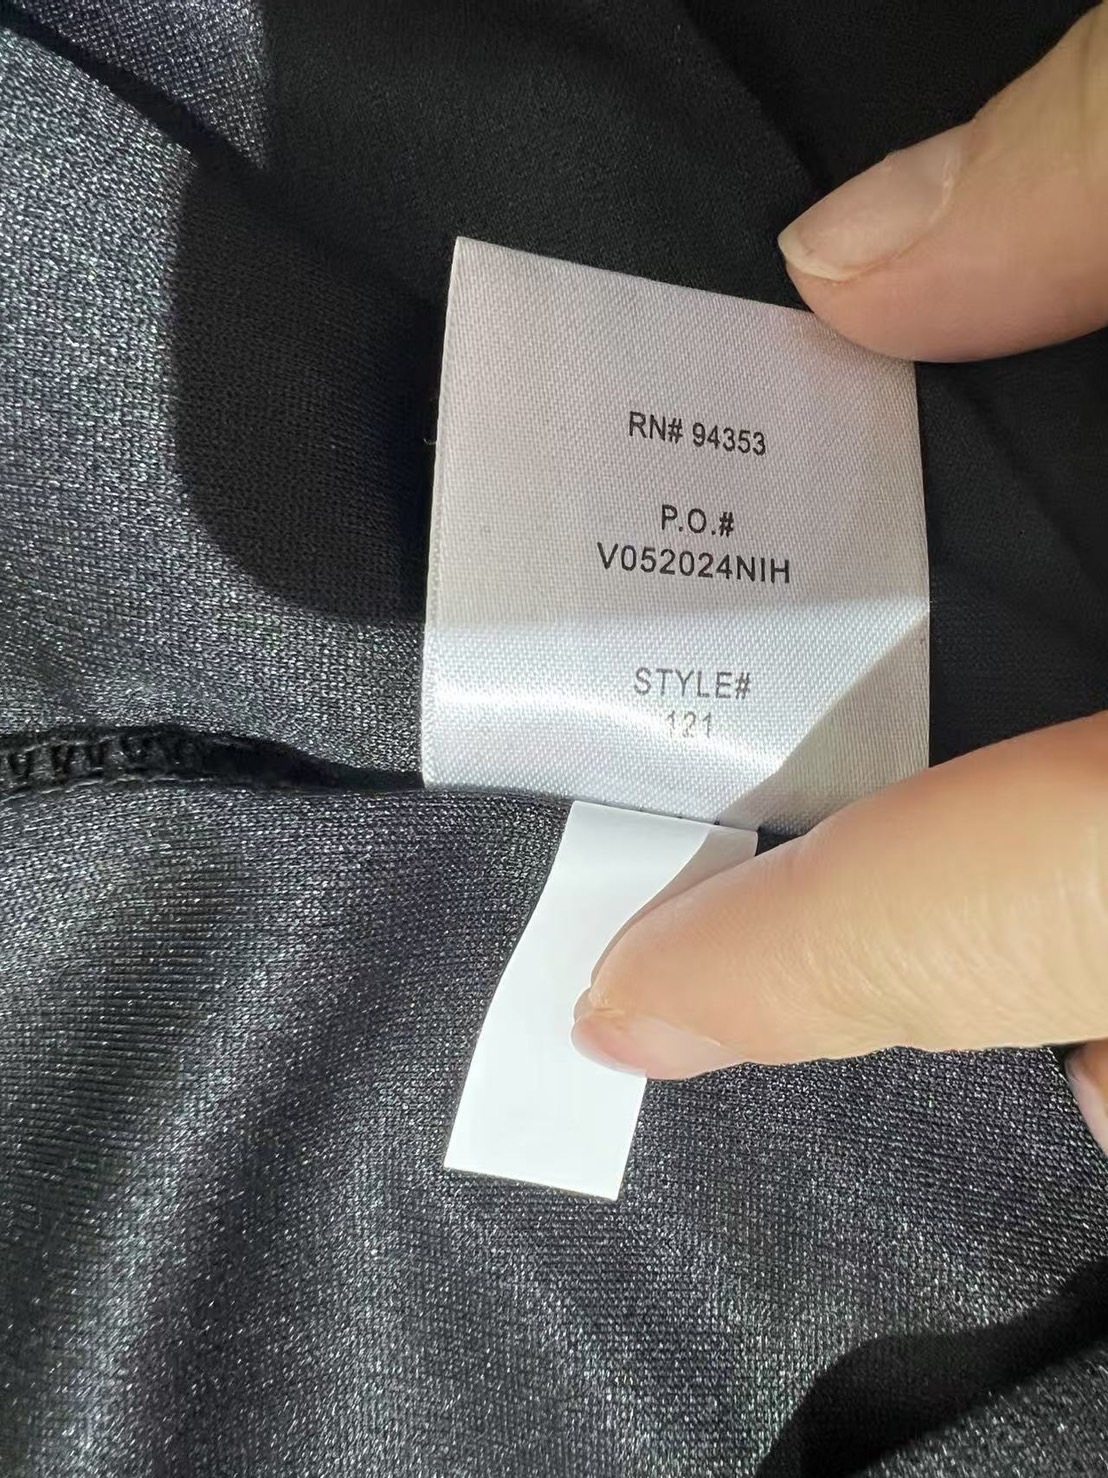 RN# 94353
P.O.#
V052024NIH
STYLE#
121